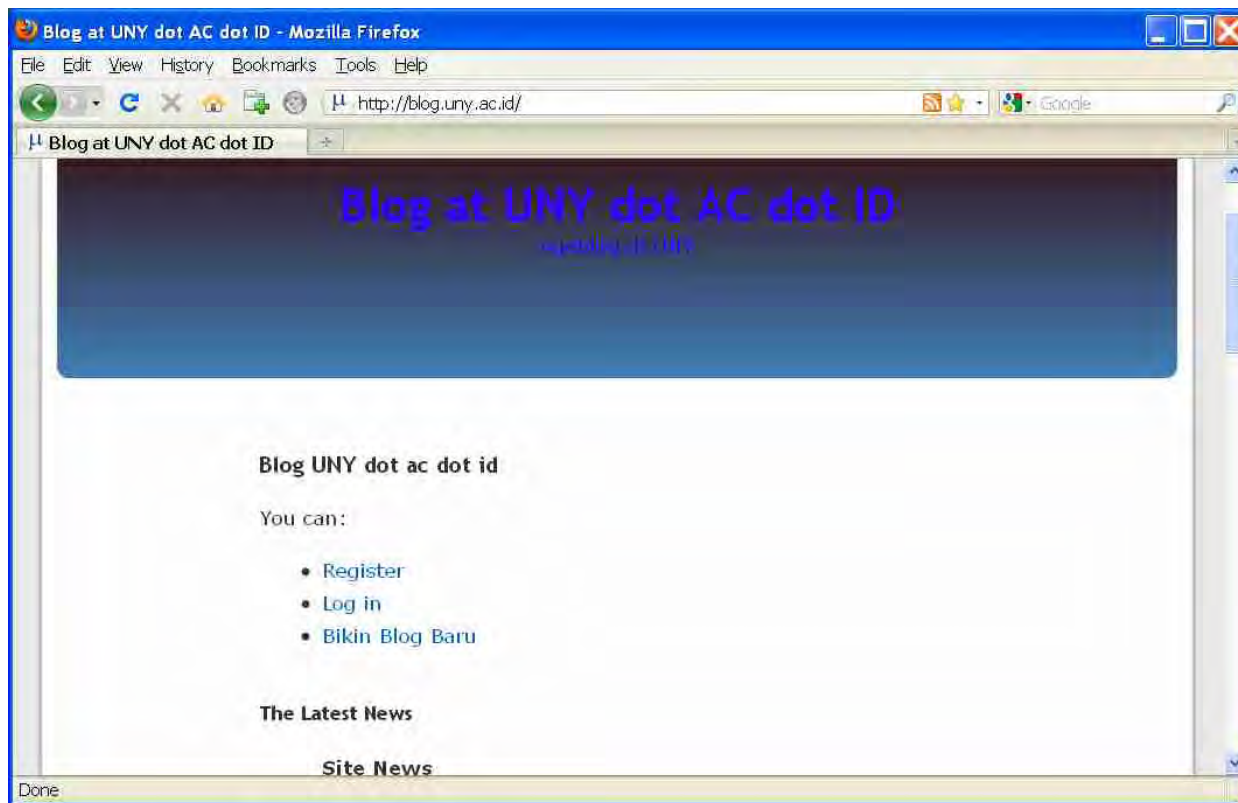 Blog at UNY dot AC dot ID - Mozilla Firefox
File Edit View History Bookmarks Tools Help
http://blog.uny.ac.id/
Google
Blog at UNY dot AC dot ID
Blog at UNY dot AC dot ID
UNY
Blog UNY dot ac dot id
You can:
• Register
• Log in
• Bikin Blog Baru
The Latest News
Site News
Done